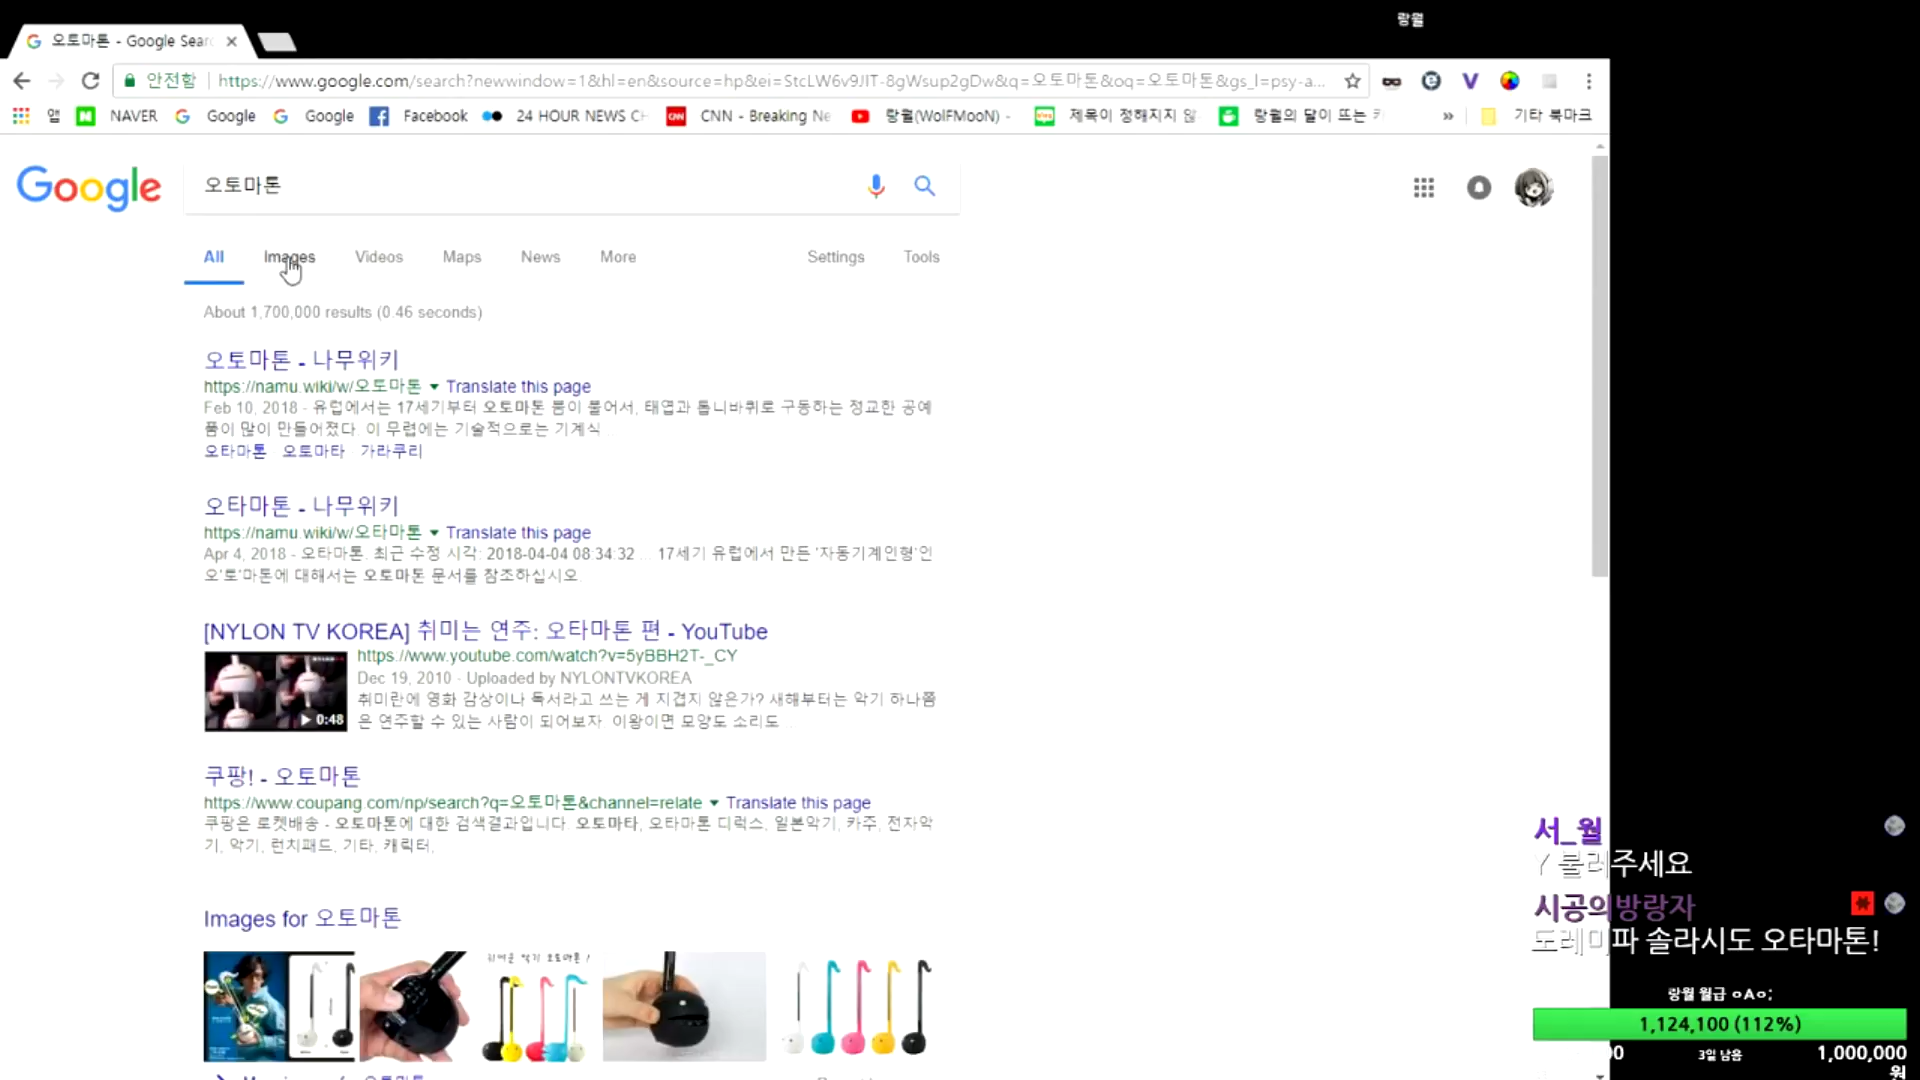 랑월
오토마톤 - Google Sear
안전함 https://www.google.com/search?newwindow=1&hl=en&source=hp&ei=StcLW6v9JIT-8gWsup2gDw&q=오토마톤&oq=오토마톤&gs_l=psy-a...
앱 NAVER Google Google Facebook 24 HOUR NEWS CH CNN - Breaking Ne 랑월(WolFMooN) - 제목이 정해지지 않 랑월의 달이 뜨는 » 기타 북마크
Google 오토마톤
All Images Videos Maps News More Settings Tools
About 1,700,000 results (0.46 seconds)
오토마톤 - 나무위키
https://namu.wiki/w/오토마톤 Translate this page
Feb 10, 2018 - 유럽에서는 17세기부터 오토마톤 붐이 불어서, 태엽과 톱니바퀴로 구동하는 정교한 공예
품이 많이 만들어졌다. 이 무렵에는 기술적으로는 기계식 ...
오타마톤 · 오토마타 · 가라쿠리
오타마톤 - 나무위키
https://namu.wiki/w/오타마톤 Translate this page
Apr 4, 2018 - 오타마톤. 최근 수정 시각: 2018-04-04 08:34:32 ... 17세기 유럽에서 만든 '자동기계인형'인
오'토'마톤에 대해서는 오토마톤 문서를 참조하십시오.
[NYLON TV KOREA] 취미는 연주: 오타마톤 편 - YouTube
https://www.youtube.com/watch?v=5yBBH2T-_CY
Dec 19, 2010 - Uploaded by NYLONTVKOREA
취미란에 영화 감상이나 독서라고 쓰는 게 지겹지 않은가? 새해부터는 악기 하나쯤
0:48 은 연주할 수 있는 사람이 되어보자. 이왕이면 모양도 소리도 ...
쿠팡! - 오토마톤
https://www.coupang.com/np/search?q=오토마톤&channel=relate Translate this page
쿠팡은 로켓배송 - 오토마톤에 대한 검색결과입니다. 오토마타, 오타마톤 디럭스, 일본악기, 카주, 전자악
기, 악기, 런치패드, 기타, 캐릭터,
Images for 오토마톤
서_월
Y 불러주세요
시공의방랑자
도레미파 솔라시도 오타마톤!
랑월 월급 ㅇAㅇ;
1,124,100 (112%)
3일 남음 1,000,000
원